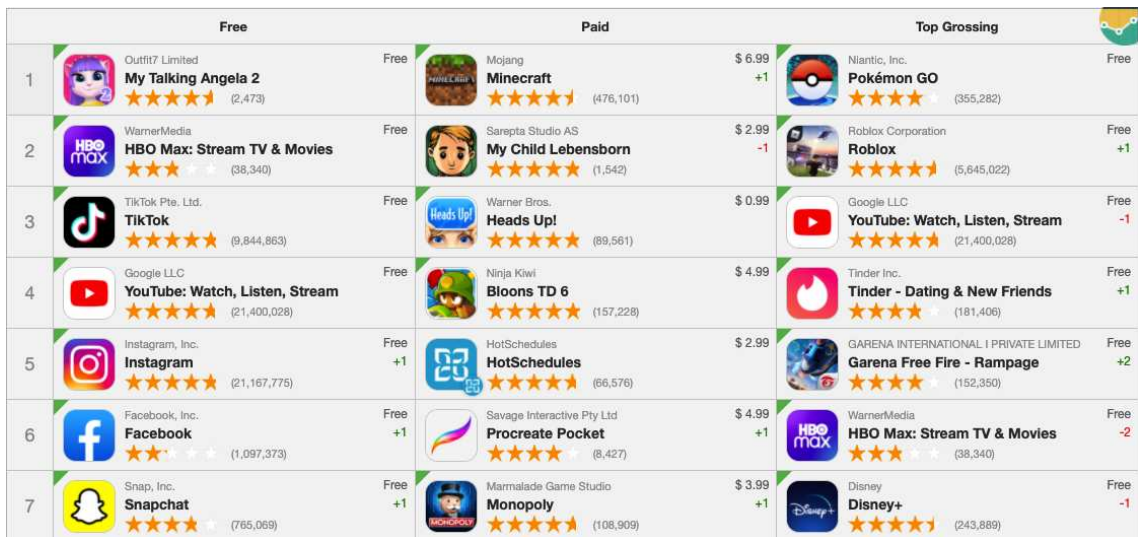 Free Paid Top Grossing
1
Outfit7 Limited Free
My Talking Angela 2
(2,473)
Mojang $ 6.99
Minecraft +1
(476,101)
Niantic, Inc. Free
Pokémon GO
(355,282)
2
WarnerMedia Free
HBO Max: Stream TV & Movies
(38,340)
Sarepta Studio AS $ 2.99
My Child Lebensborn -1
(1,542)
Roblox Corporation Free
Roblox +1
(5,645,022)
3
TikTok Pte. Ltd. Free
TikTok
(9,844,863)
Warner Bros. $ 0.99
Heads Up!
(89,561)
Google LLC Free
YouTube: Watch, Listen, Stream -1
(21,400,028)
4
Google LLC Free
YouTube: Watch, Listen, Stream
(21,400,028)
Ninja Kiwi $ 4.99
Bloons TD 6
(157,228)
Tinder Inc. Free
Tinder - Dating & New Friends +1
(181,406)
5
Instagram, Inc. Free
Instagram +1
(21,167,775)
HotSchedules $ 2.99
HotSchedules
(66,576)
GARENA INTERNATIONAL I PRIVATE LIMITED Free
Garena Free Fire - Rampage +2
(152,350)
6
Facebook, Inc. Free
Facebook +1
(1,097,373)
Savage Interactive Pty Ltd $ 4.99
Procreate Pocket +1
(8,427)
WarnerMedia Free
HBO Max: Stream TV & Movies -2
(38,340)
7
Snap, Inc. Free
Snapchat +1
(765,069)
Marmalade Game Studio $ 3.99
Monopoly +1
(108,909)
Disney Free
Disney+ -1
(243,889)
2
MINECRAFT
HBO
max
Heads Up!
HBO
max
MONOPOLY
Disney+